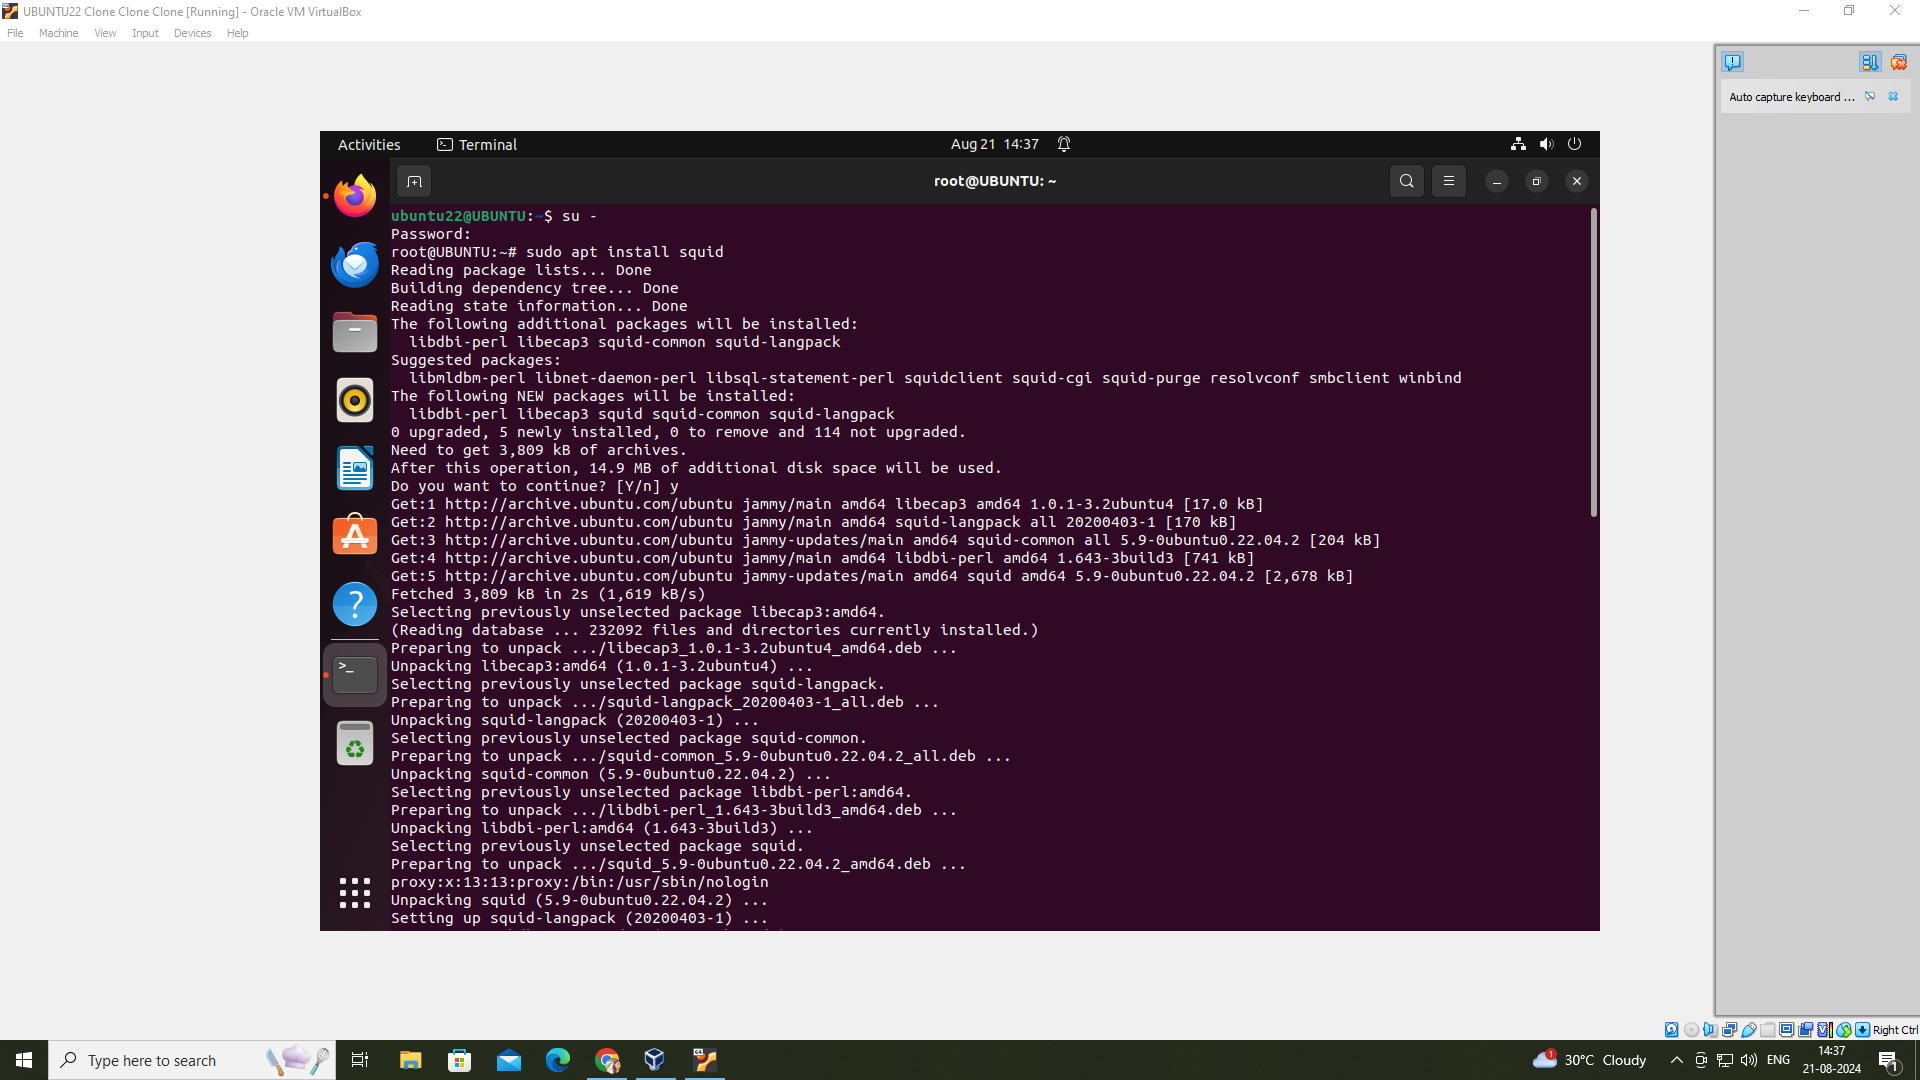 UBUNTU22 Clone Clone Clone [Running] - Oracle VM VirtualBox
File Machine View Input Devices Help
Auto capture keyboard ...
Activities Terminal Aug 21 14:37
root@UBUNTU: ~
ubuntu22@UBUNTU:~$ su -
Password:
root@UBUNTU:~# sudo apt install squid
Reading package lists... Done
Building dependency tree... Done
Reading state information... Done
The following additional packages will be installed:
libdbi-perl libecap3 squid-common squid-langpack
Suggested packages:
libmldbm-perl libnet-daemon-perl libsql-statement-perl squidclient squid-cgi squid-purge resolvconf smbclient winbind
The following NEW packages will be installed:
libdbi-perl libecap3 squid squid-common squid-langpack
0 upgraded, 5 newly installed, 0 to remove and 114 not upgraded.
Need to get 3,809 kB of archives.
After this operation, 14.9 MB of additional disk space will be used.
Do you want to continue? [Y/n] y
Get:1 http://archive.ubuntu.com/ubuntu jammy/main amd64 libecap3 amd64 1.0.1-3.2ubuntu4 [17.0 kB]
Get:2 http://archive.ubuntu.com/ubuntu jammy/main amd64 squid-langpack all 20200403-1 [170 kB]
Get:3 http://archive.ubuntu.com/ubuntu jammy-updates/main amd64 squid-common all 5.9-0ubuntu0.22.04.2 [204 kB]
Get:4 http://archive.ubuntu.com/ubuntu jammy/main amd64 libdbi-perl amd64 1.643-3build3 [741 kB]
Get:5 http://archive.ubuntu.com/ubuntu jammy-updates/main amd64 squid amd64 5.9-0ubuntu0.22.04.2 [2,678 kB]
Fetched 3,809 kB in 2s (1,619 kB/s)
Selecting previously unselected package libecap3:amd64.
(Reading database ... 232092 files and directories currently installed.)
Preparing to unpack .../libecap3_1.0.1-3.2ubuntu4_amd64.deb ...
Unpacking libecap3:amd64 (1.0.1-3.2ubuntu4) ...
Selecting previously unselected package squid-langpack.
Preparing to unpack .../squid-langpack_20200403-1_all.deb ...
Unpacking squid-langpack (20200403-1) ...
Selecting previously unselected package squid-common.
Preparing to unpack .../squid-common_5.9-0ubuntu0.22.04.2_all.deb ...
Unpacking squid-common (5.9-0ubuntu0.22.04.2) ...
Selecting previously unselected package libdbi-perl:amd64.
Preparing to unpack .../libdbi-perl_1.643-3build3_amd64.deb ...
Unpacking libdbi-perl:amd64 (1.643-3build3) ...
Selecting previously unselected package squid.
Preparing to unpack .../squid_5.9-0ubuntu0.22.04.2_amd64.deb ...
proxy:x:13:13:proxy:/bin:/usr/sbin/nologin
Unpacking squid (5.9-0ubuntu0.22.04.2) ...
Setting up squid-langpack (20200403-1) ...
Right Ctrl
Type here to search
1
30°C Cloudy
ENG
14:37
21-08-2024
1